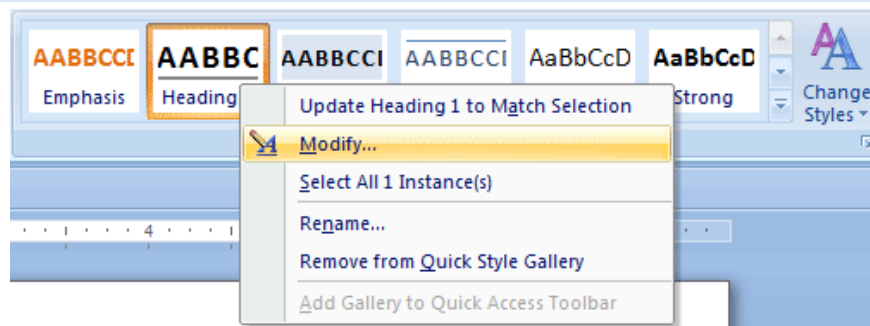 AABBCCI AABBC AABBCCI AABBCCI AaBbCcD AaBbCcD
Emphasis Heading Strong
Change
Styles
Update Heading 1 to Match Selection
Modify...
Select All 1 Instance(s)
Rename...
Remove from Quick Style Gallery
Add Gallery to Quick Access Toolbar
4